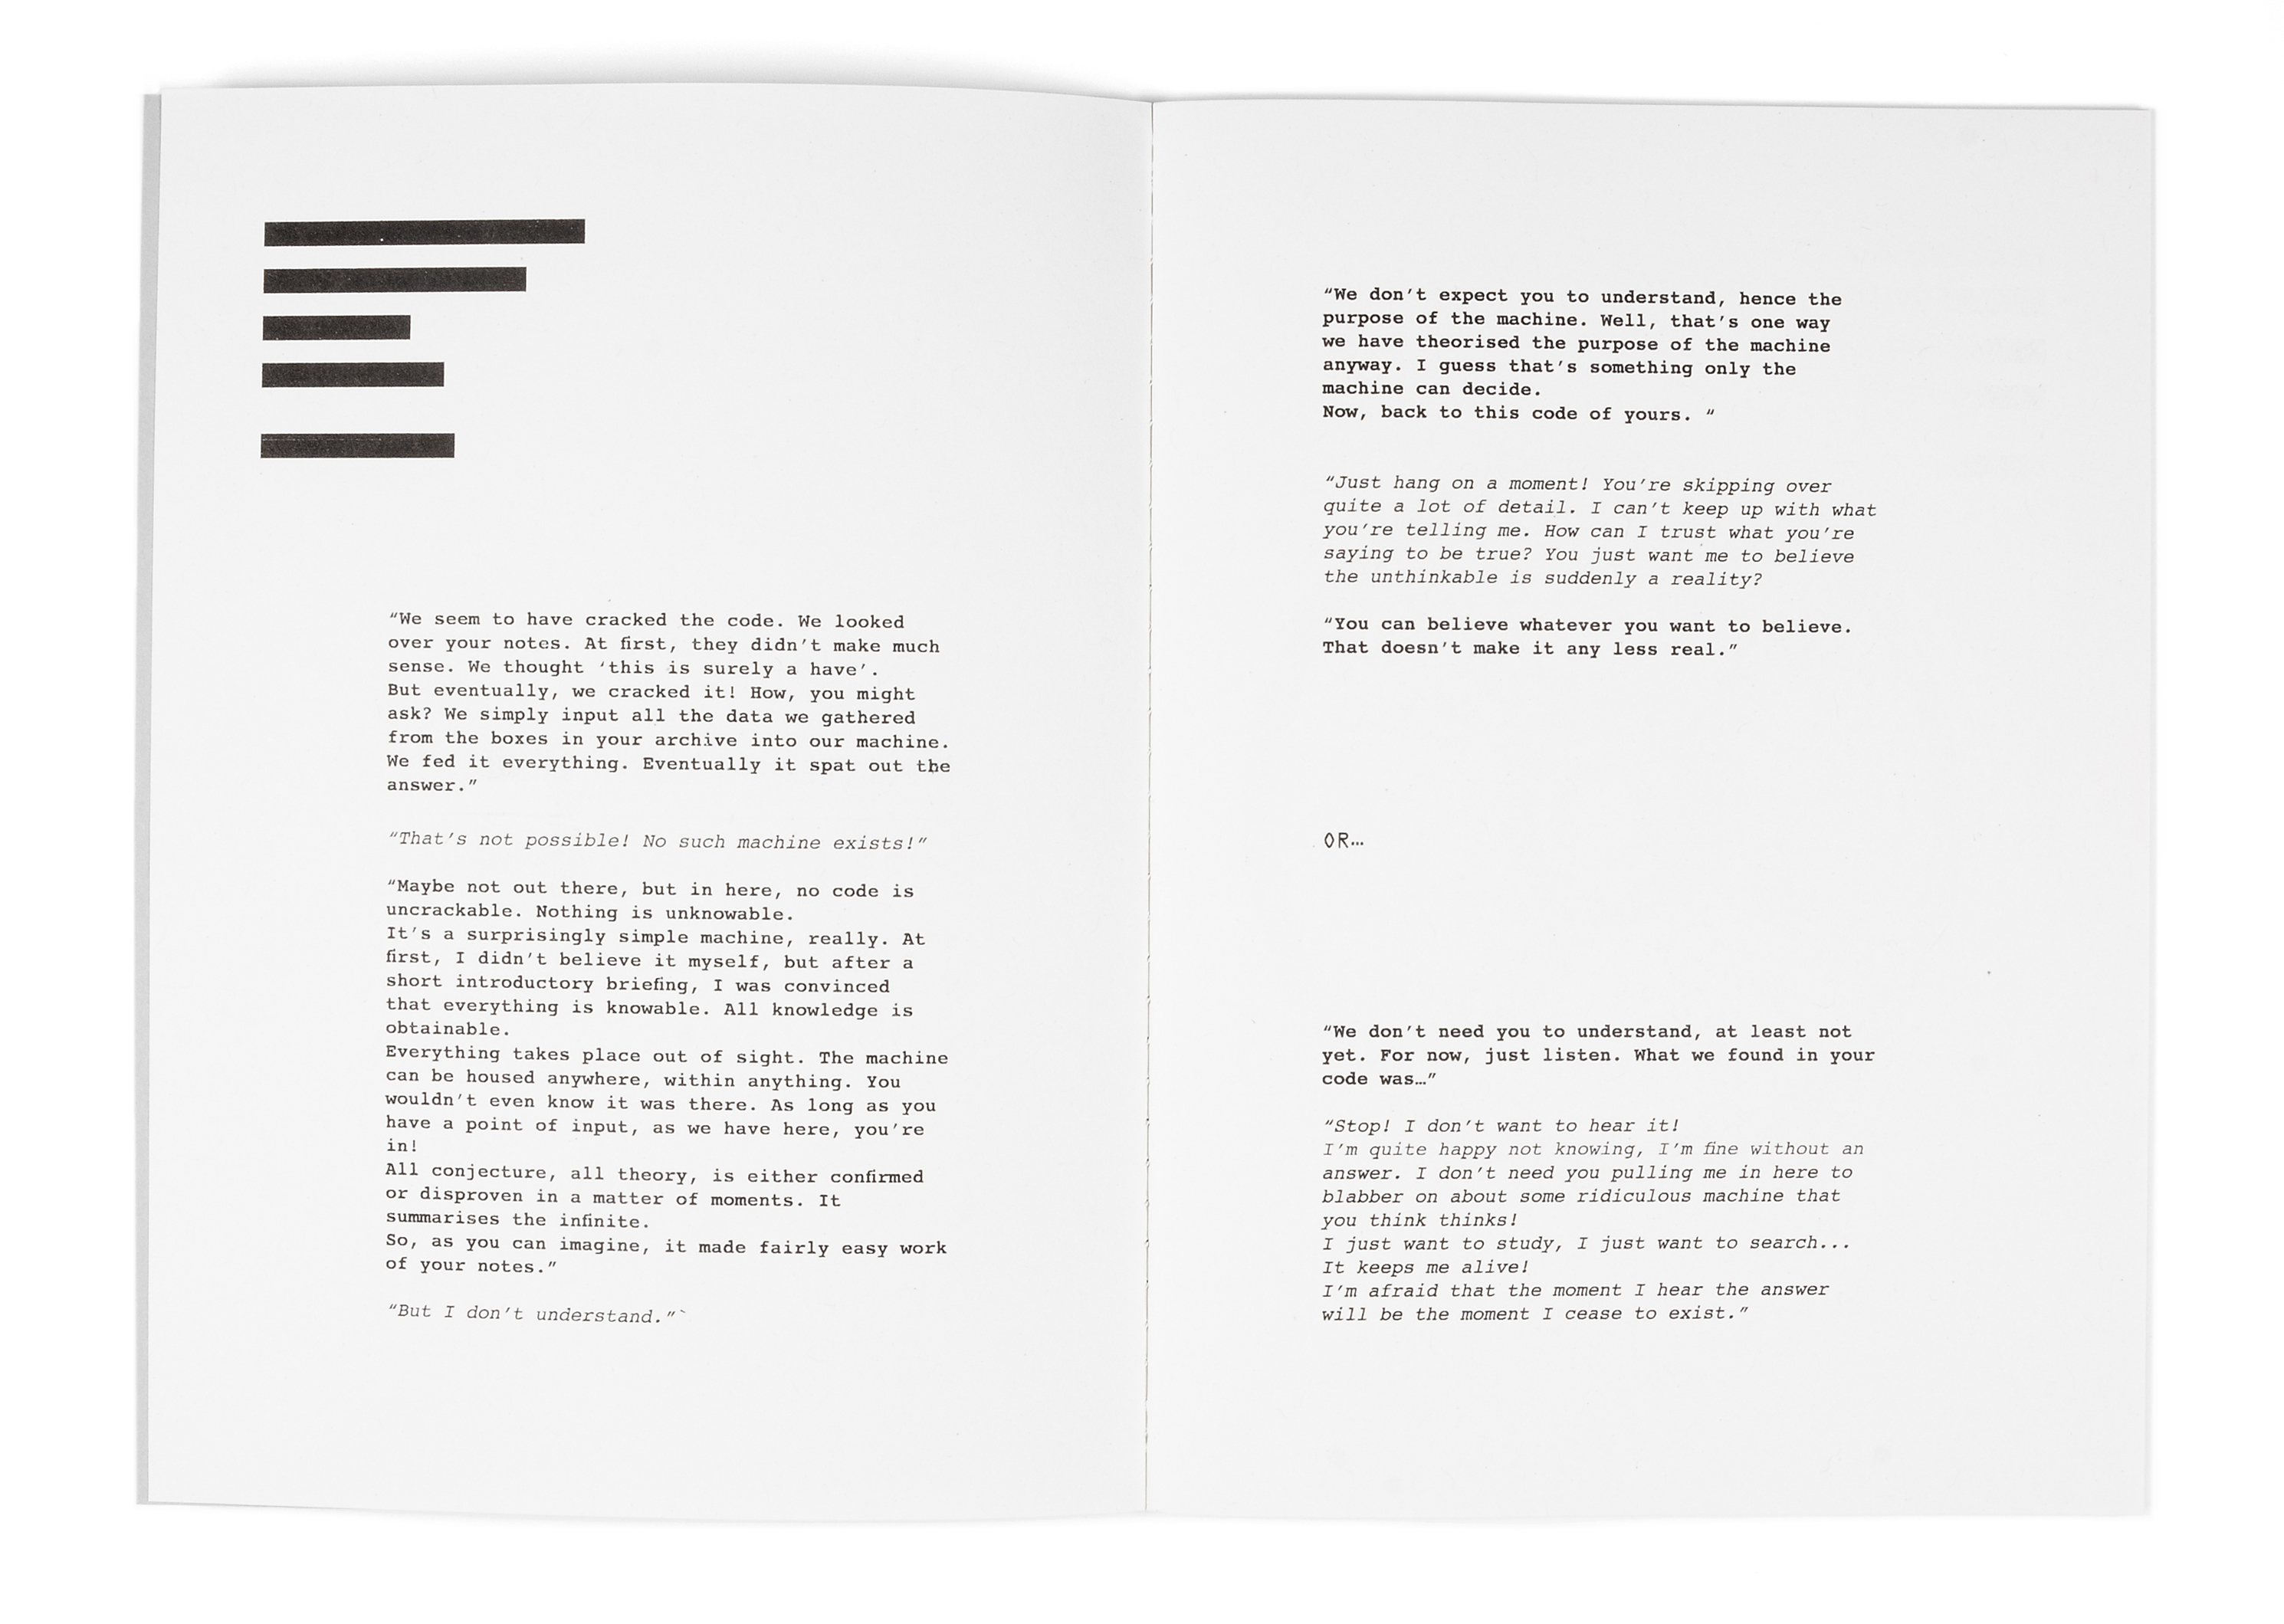 “We seem to have cracked the code. We looked
over your notes. At first, they didn’t make much
sense. We thought ‘this is surely a have’.
But eventually, we cracked it! How, you might
ask? We simply input all the data we gathered
from the boxes in your archive into our machine.
We fed it everything. Eventually it spat out the
answer.”
“That’s not possible! No such machine exists!”
“Maybe not out there, but in here, no code is
uncrackable. Nothing is unknowable.
It’s a surprisingly simple machine, really. At
first, I didn’t believe it myself, but after a
short introductory briefing, I was convinced
that everything is knowable. All knowledge is
obtainable.
Everything takes place out of sight. The machine
can be housed anywhere, within anything. You
wouldn’t even know it was there. As long as you
have a point of input, as we have here, you’re
in!
All conjecture, all theory, is either confirmed
or disproven in a matter of moments. It
summarises the infinite.
So, as you can imagine, it made fairly easy work
of your notes.”
“But I don’t understand.”`
“We don’t expect you to understand, hence the
purpose of the machine. Well, that’s one way
we have theorised the purpose of the machine
anyway. I guess that’s something only the
machine can decide.
Now, back to this code of yours. “
“Just hang on a moment! You’re skipping over
quite a lot of detail. I can’t keep up with what
you’re telling me. How can I trust what you’re
saying to be true? You just want me to believe
the unthinkable is suddenly a reality?
“You can believe whatever you want to believe.
That doesn’t make it any less real.”
OR…
“We don’t need you to understand, at least not
yet. For now, just listen. What we found in your
code was…”
“Stop! I don’t want to hear it!
I’m quite happy not knowing, I’m fine without an
answer. I don’t need you pulling me in here to
blabber on about some ridiculous machine that
you think thinks!
I just want to study, I just want to search...
It keeps me alive!
I’m afraid that the moment I hear the answer
will be the moment I cease to exist.”